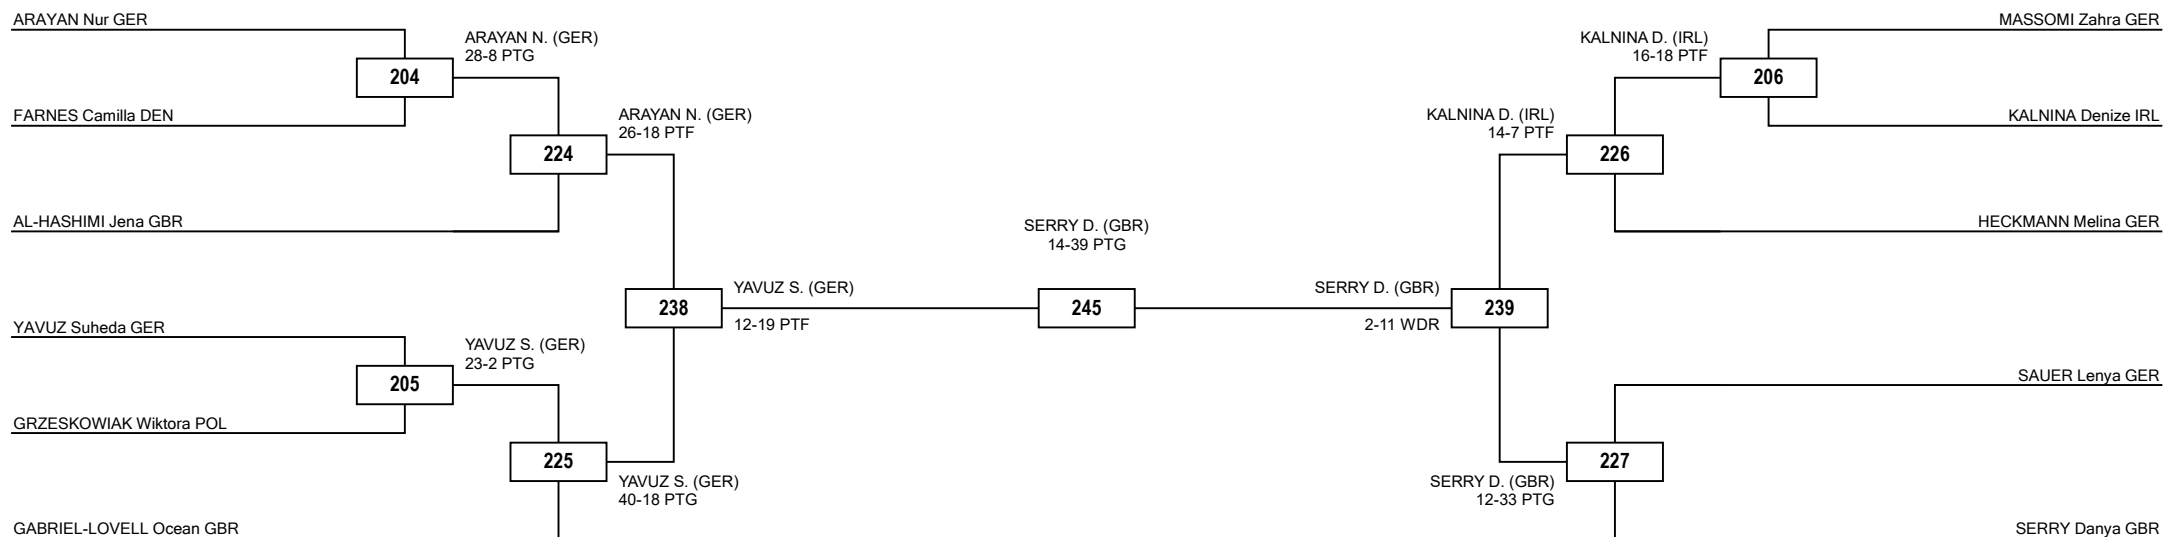 ARAYAN Nur GER
MASSOMI Zahra GER
ARAYAN N. (GER)
28-8 PTG
KALNINA D. (IRL)
16-18 PTF
204
206
FARNES Camilla DEN
KALNINA Denize IRL
ARAYAN N. (GER)
26-18 PTF
KALNINA D. (IRL)
14-7 PTF
224
226
AL-HASHIMI Jena GBR
HECKMANN Melina GER
SERRY D. (GBR)
14-39 PTG
YAVUZ S. (GER)
SERRY D. (GBR)
238
245
239
12-19 PTF
2-11 WDR
YAVUZ Suheda GER
YAVUZ S. (GER)
23-2 PTG
205
SAUER Lenya GER
GRZESKOWIAK Wiktora POL
225
227
YAVUZ S. (GER)
40-18 PTG
SERRY D. (GBR)
12-33 PTG
GABRIEL-LOVELL Ocean GBR
SERRY Danya GBR